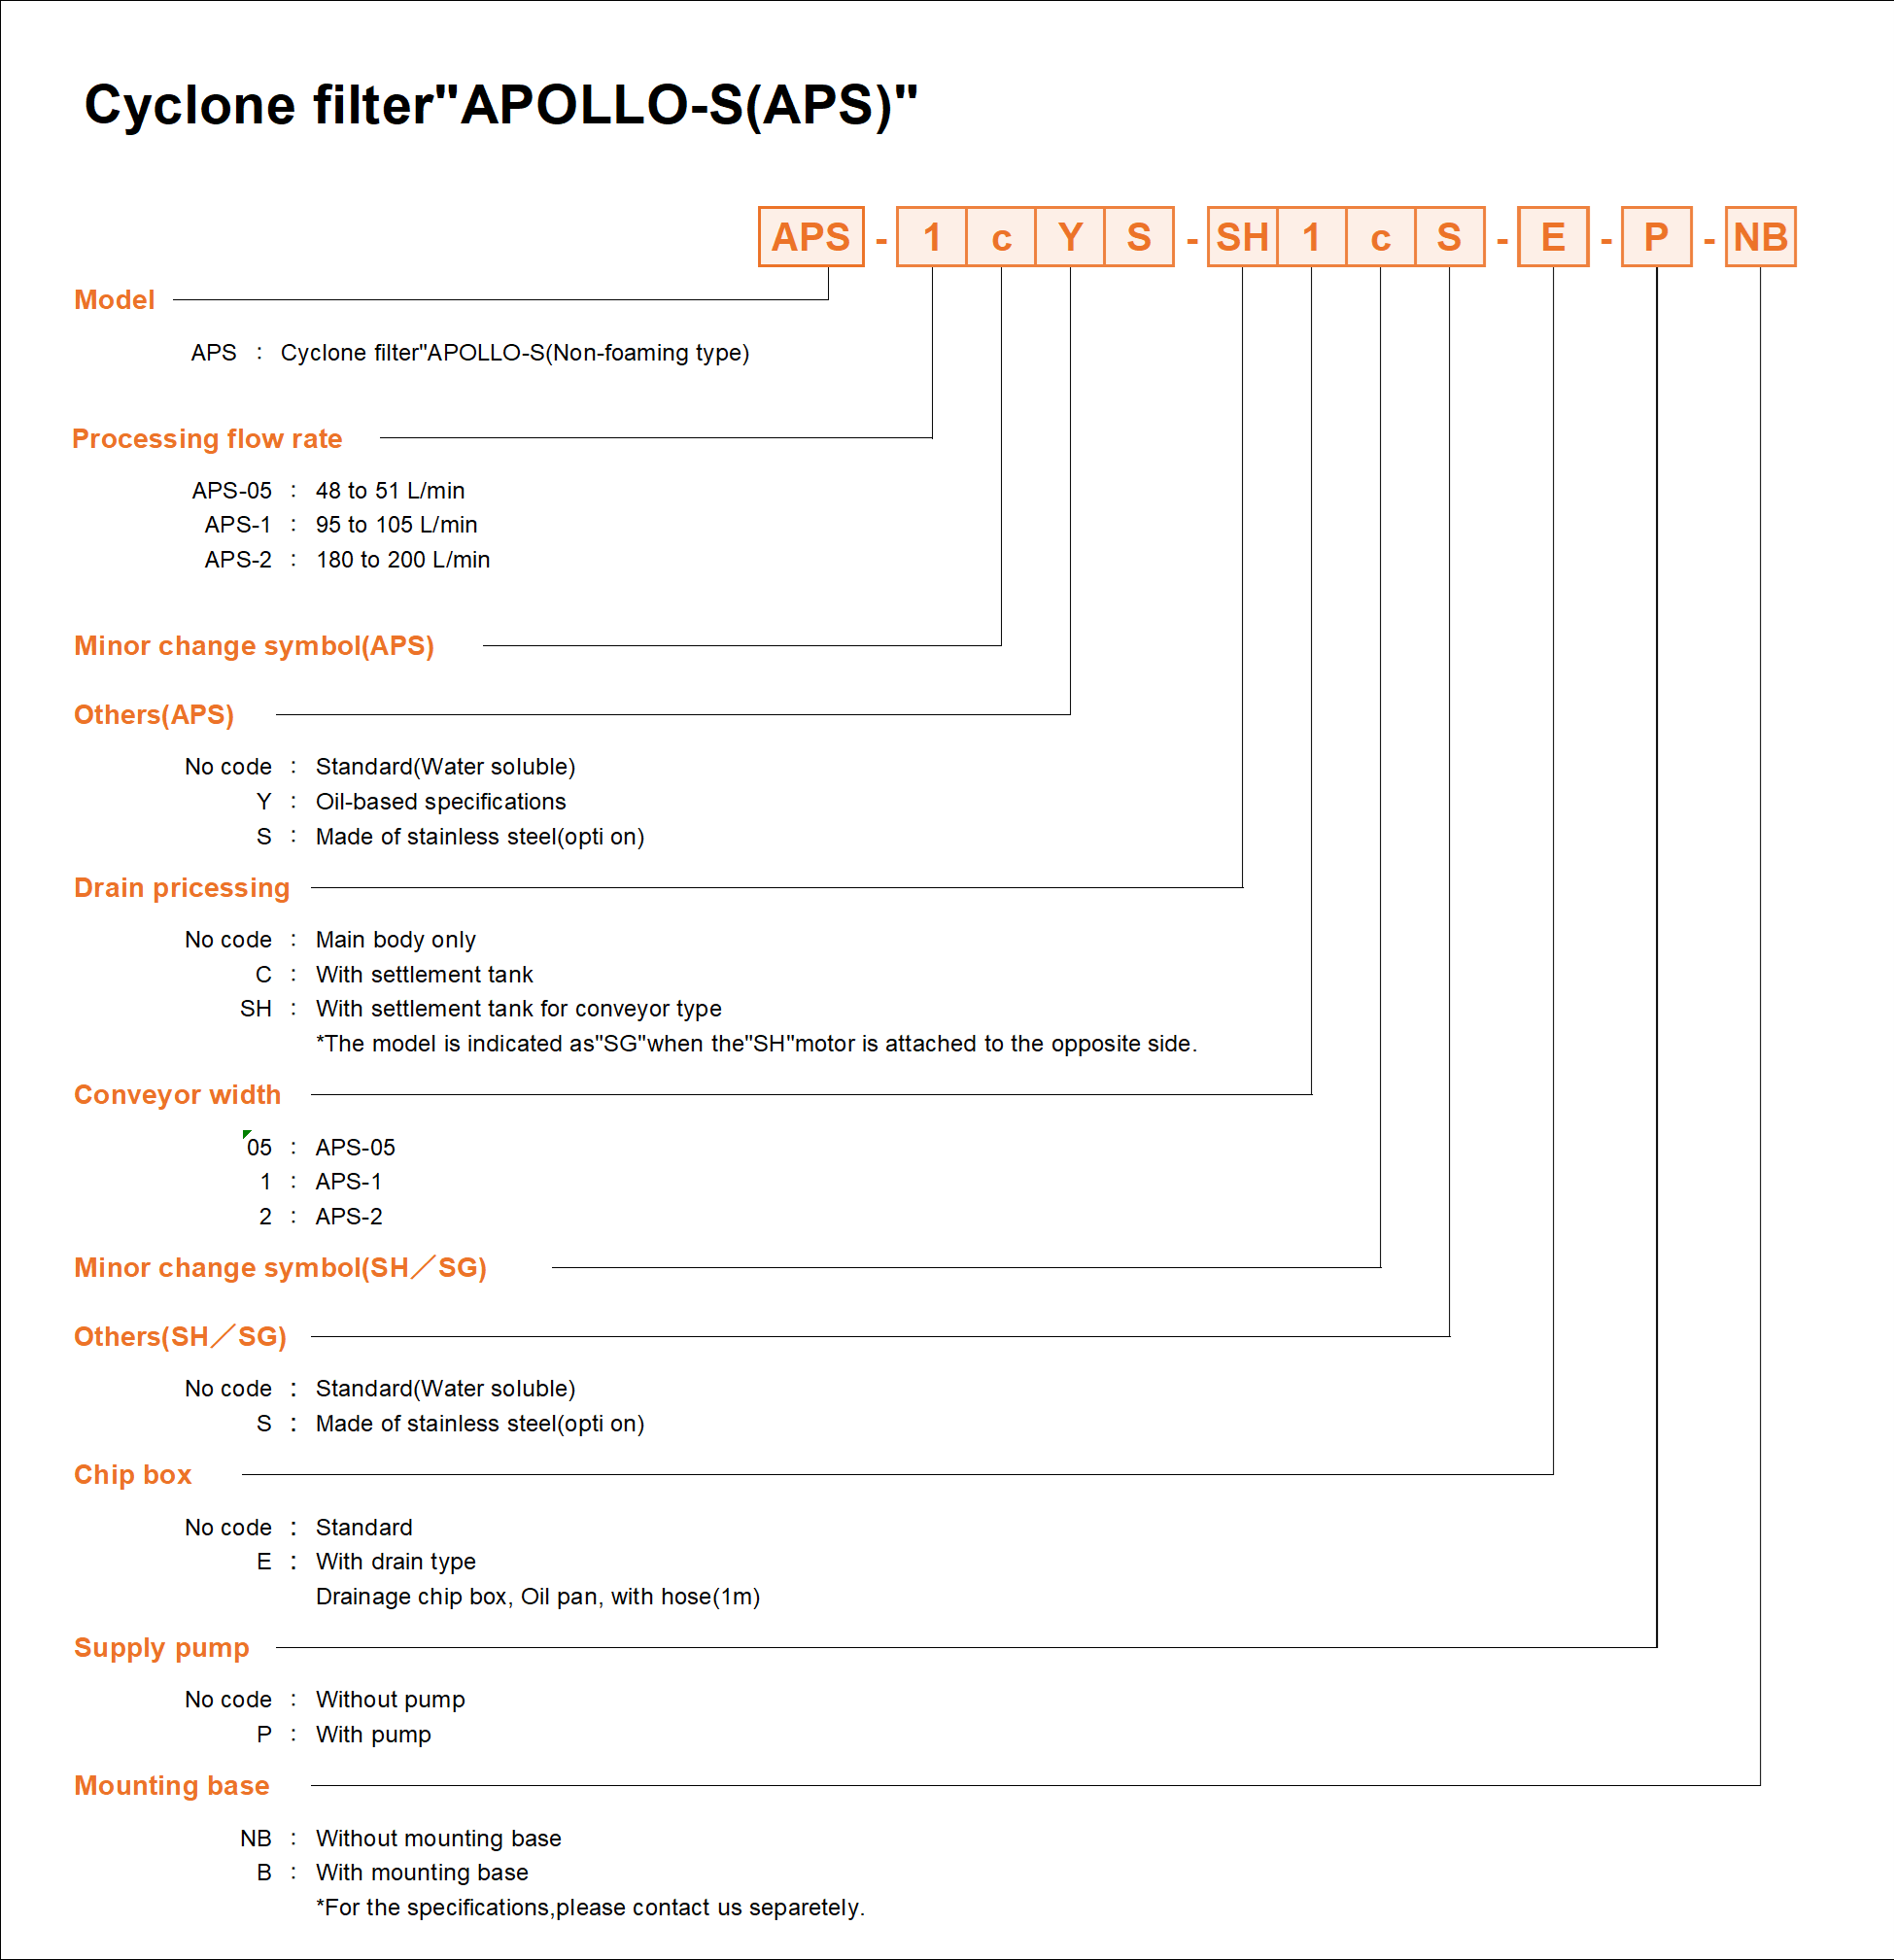 Cyclone filter"APOLLO-S(APS)"
APS - 1 c Y S - SH 1 c S - E - P - NB
Model
APS : Cyclone filter"APOLLO-S(Non-foaming type)
Processing flow rate
APS-05 : 48 to 51 L/min
APS-1 : 95 to 105 L/min
APS-2 : 180 to 200 L/min
Minor change symbol(APS)
Others(APS)
No code : Standard(Water soluble)
Y : Oil-based specifications
S : Made of stainless steel(opti on)
Drain pricessing
No code : Main body only
C : With settlement tank
SH : With settlement tank for conveyor type
*The model is indicated as"SG"when the"SH"motor is attached to the opposite side.
Conveyor width
05 : APS-05
1 : APS-1
2 : APS-2
Minor change symbol(SH／SG)
Others(SH／SG)
No code : Standard(Water soluble)
S : Made of stainless steel(opti on)
Chip box
No code : Standard
E : With drain type
Drainage chip box, Oil pan, with hose(1m)
Supply pump
No code : Without pump
P : With pump
Mounting base
NB : Without mounting base
B : With mounting base
*For the specifications,please contact us separetely.